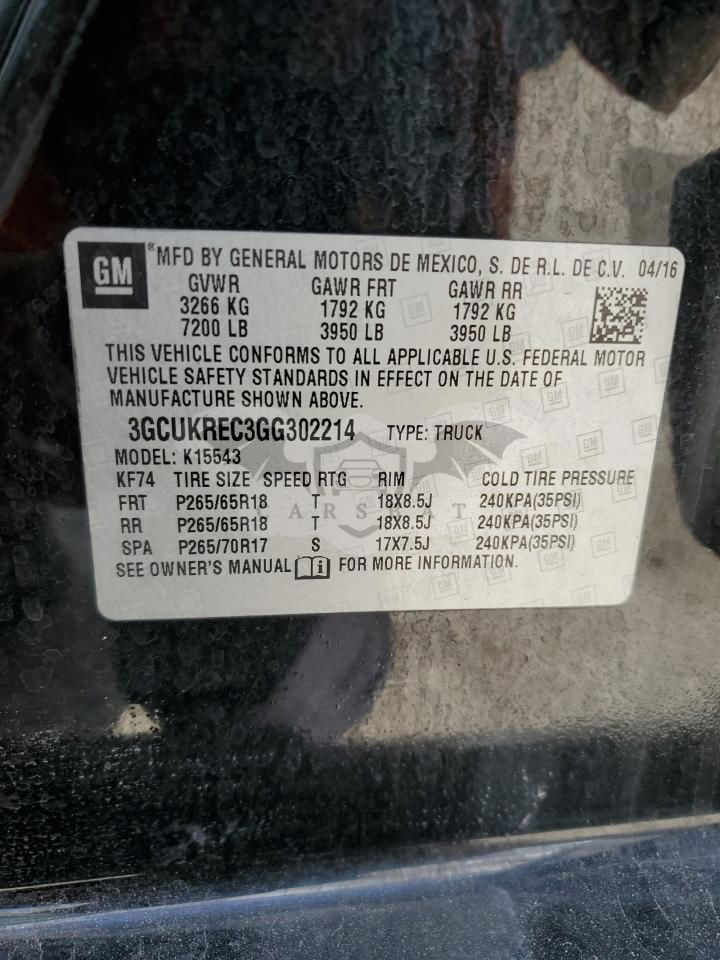 GM ® MFD BY GENERAL MOTORS DE MEXICO, S. DE R.L. DE C.V. 04/16
GVWR GAWR FRT GAWR RR
3266 KG 1792 KG 1792 KG
7200 LB 3950 LB 3950 LB
THIS VEHICLE CONFORMS TO ALL APPLICABLE U.S. FEDERAL MOTOR
VEHICLE SAFETY STANDARDS IN EFFECT ON THE DATE OF
MANUFACTURE SHOWN ABOVE.
3GCUKREC3GG302214 TYPE: TRUCK
MODEL: K15543
KF74 TIRE SIZE SPEED RTG RIM COLD TIRE PRESSURE
FRT P265/65R18 T 18X8.5J 240KPA(35PSI)
RR P265/65R18 T 18X8.5J 240KPA(35PSI)
SPA P265/70R17 S 17X7.5J 240KPA(35PSI)
SEE OWNER'S MANUAL FOR MORE INFORMATION.